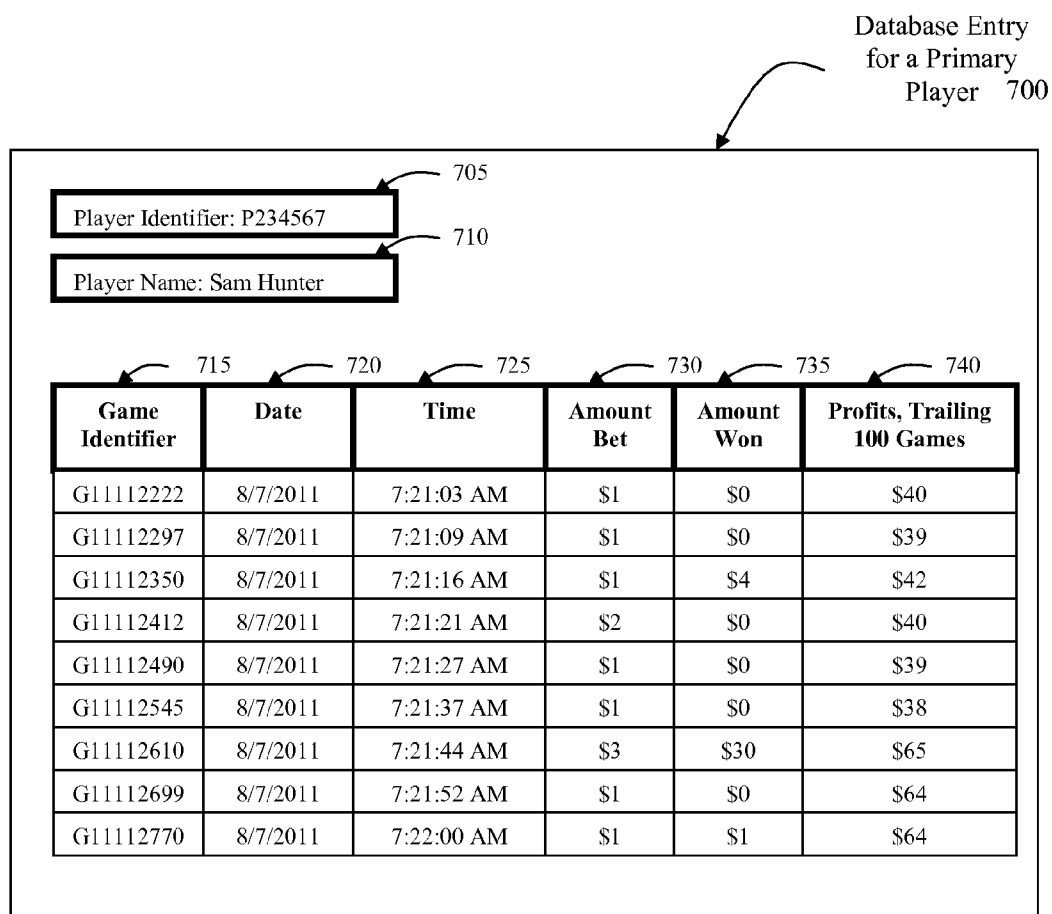 Database Entry
for a Primary
Player 700
705
Player Identifier: P234567
710
Player Name: Sam Hunter
715 720 725 730 735 740
Game Identifier Date Time Amount Bet Amount Won Profits, Trailing 100 Games
G11112222 8/7/2011 7:21:03 AM $1 $0 $40
G11112297 8/7/2011 7:21:09 AM $1 $0 $39
G11112350 8/7/2011 7:21:16 AM $1 $4 $42
G11112412 8/7/2011 7:21:21 AM $2 $0 $40
G11112490 8/7/2011 7:21:27 AM $1 $0 $39
G11112545 8/7/2011 7:21:37 AM $1 $0 $38
G11112610 8/7/2011 7:21:44 AM $3 $30 $65
G11112699 8/7/2011 7:21:52 AM $1 $0 $64
G11112770 8/7/2011 7:22:00 AM $1 $1 $64